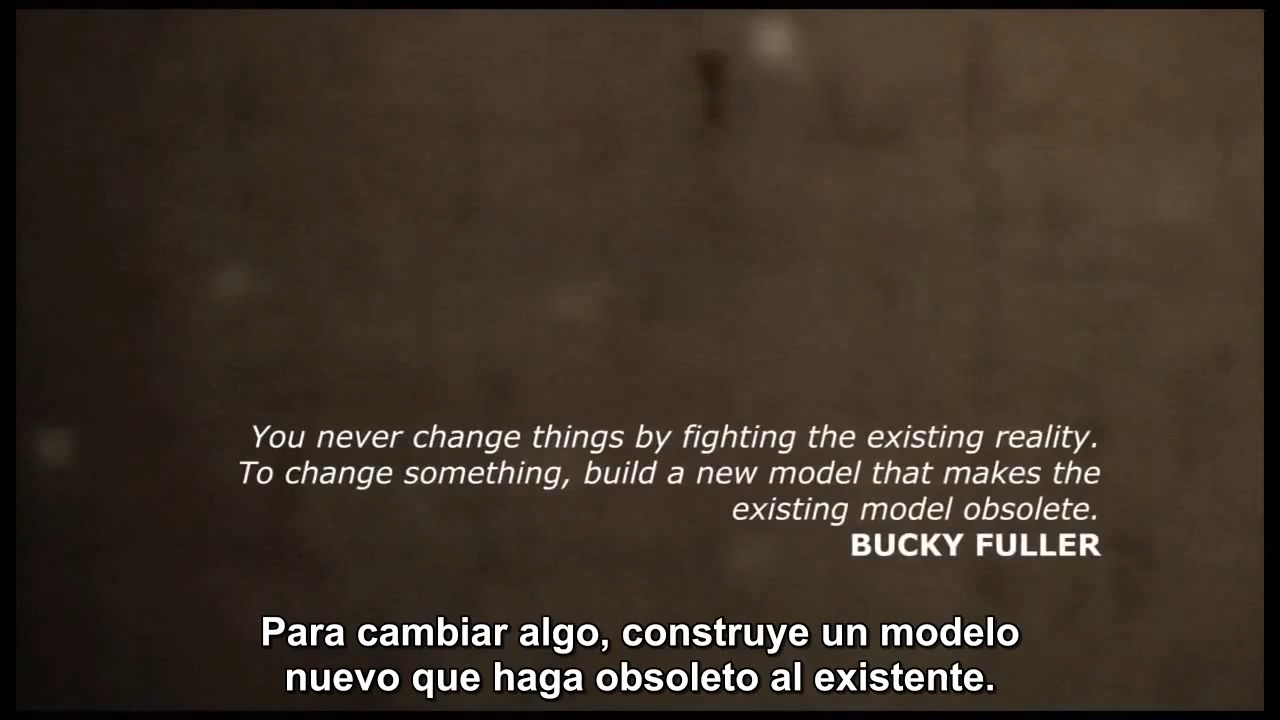 You never change things by fighting the existing reality.
To change something, build a new model that makes the
existing model obsolete.
BUCKY FULLER
Para cambiar algo, construye un modelo
nuevo que haga obsoleto al existente.